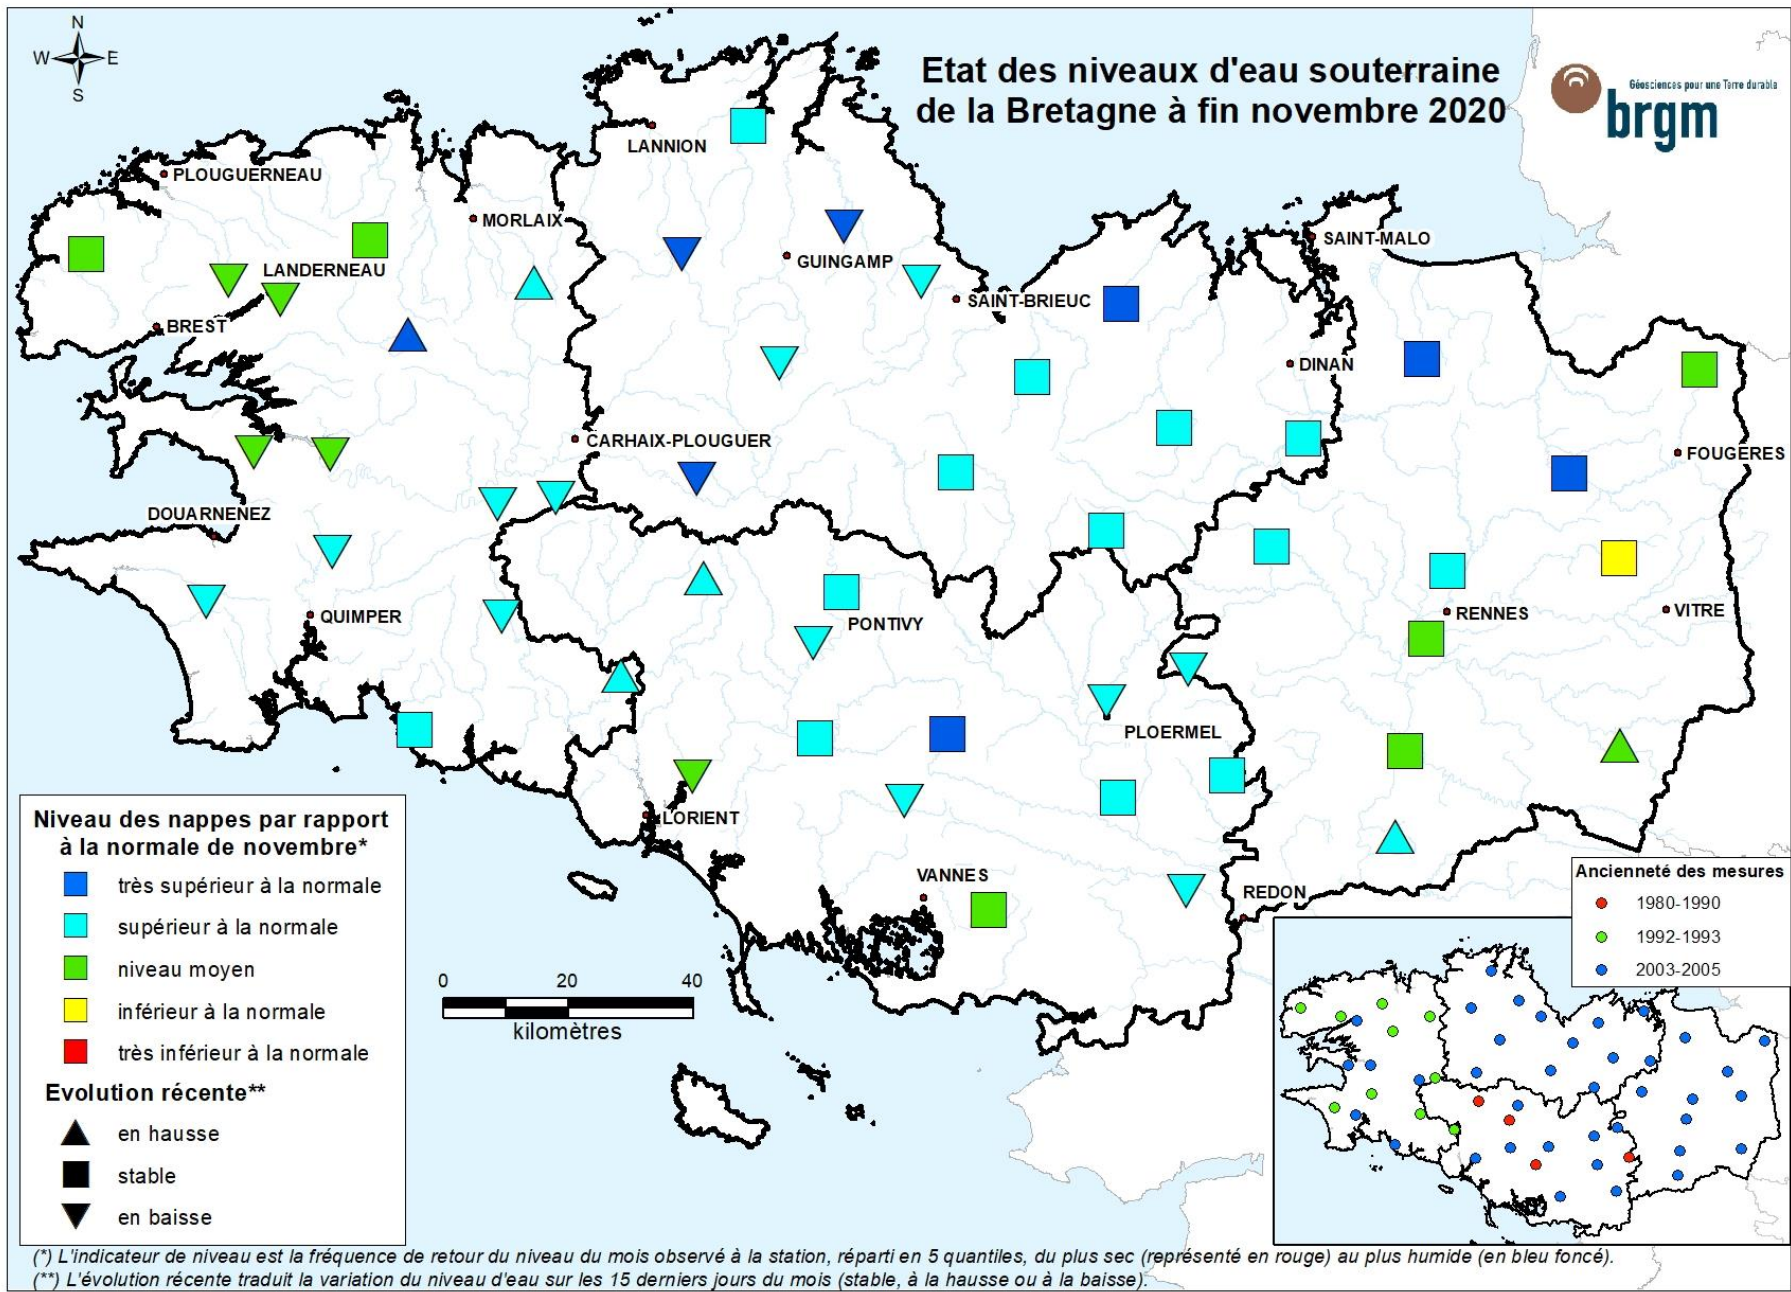 N
W E
S
Etat des niveaux d'eau souterraine
de la Bretagne à fin novembre 2020
Géosciences pour une Terre durable
brgm
LANNION
PLOUGUERNEAU
MORLAIX
SAINT-MALO
GUINGAMP
LANDERNEAU
SAINT-BRIEUC
BREST
DINAN
CARHAIX-PLOUGUER
FOUGERES
DOUARNENEZ
QUIMPER
PONTIVY
RENNES
VITRE
PLOERMEL
LORIENT
VANNES
REDON
Niveau des nappes par rapport
à la normale de novembre*
très supérieur à la normale
supérieur à la normale
niveau moyen
inférieur à la normale
très inférieur à la normale
Evolution récente**
en hausse
stable
en baisse
0 20 40
kilomètres
Ancienneté des mesures
1980-1990
1992-1993
2003-2005
(*) L'indicateur de niveau est la fréquence de retour du niveau du mois observé à la station, réparti en 5 quantiles, du plus sec (représenté en rouge) au plus humide (en bleu foncé).
(**) L'évolution récente traduit la variation du niveau d'eau sur les 15 derniers jours du mois (stable, à la hausse ou à la baisse).